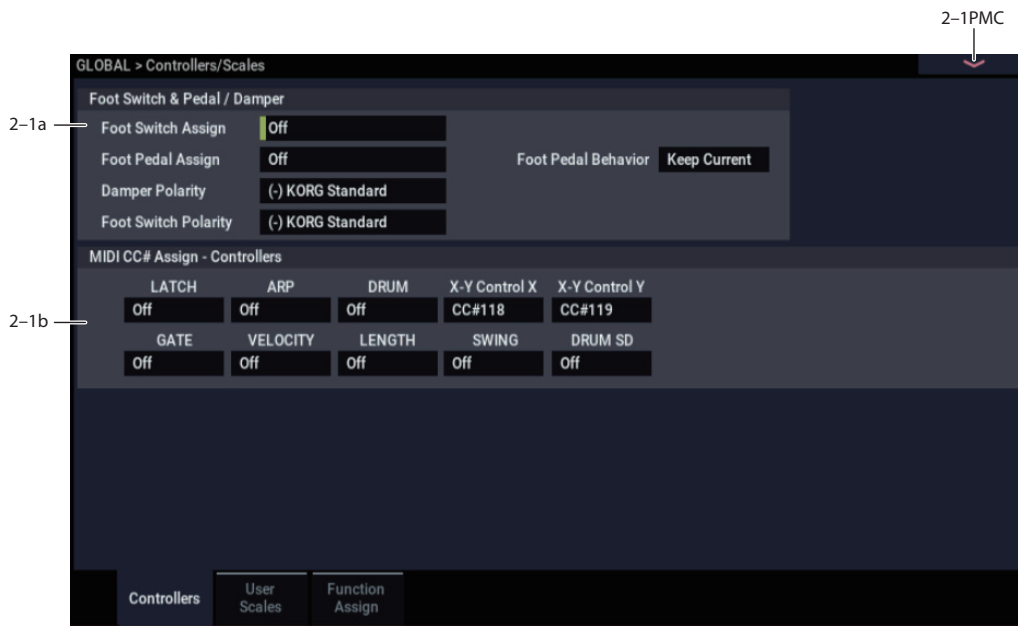 2–1PMC
GLOBAL > Controllers/Scales
Foot Switch & Pedal / Damper
2–1a
Foot Switch Assign Off
Foot Pedal Assign Off Foot Pedal Behavior Keep Current
Damper Polarity (-) KORG Standard
Foot Switch Polarity (-) KORG Standard
MIDI CC# Assign - Controllers
LATCH ARP DRUM X-Y Control X X-Y Control Y
Off Off Off CC#118 CC#119
2–1b
GATE VELOCITY LENGTH SWING DRUM SD
Off Off Off Off Off
Controllers User Scales Function Assign